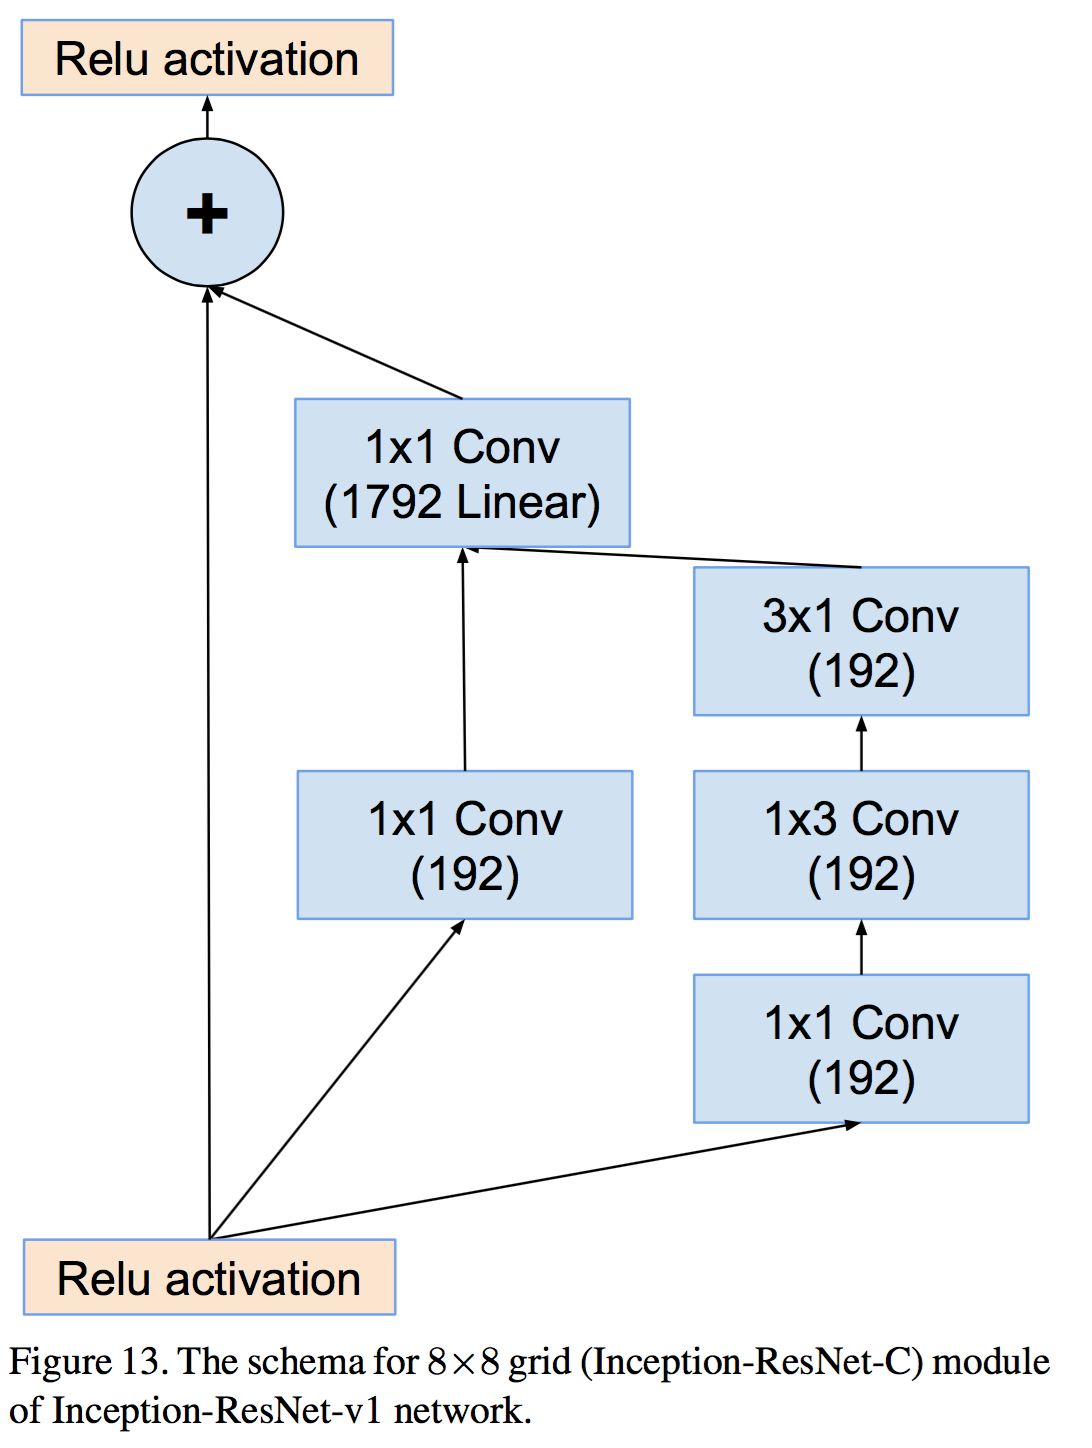 Relu activation
+
1x1 Conv
(1792 Linear)
3x1 Conv
(192)
1x1 Conv
(192)
1x3 Conv
(192)
1x1 Conv
(192)
Relu activation
Figure 13. The schema for 8×8 grid (Inception-ResNet-C) module
of Inception-ResNet-v1 network.